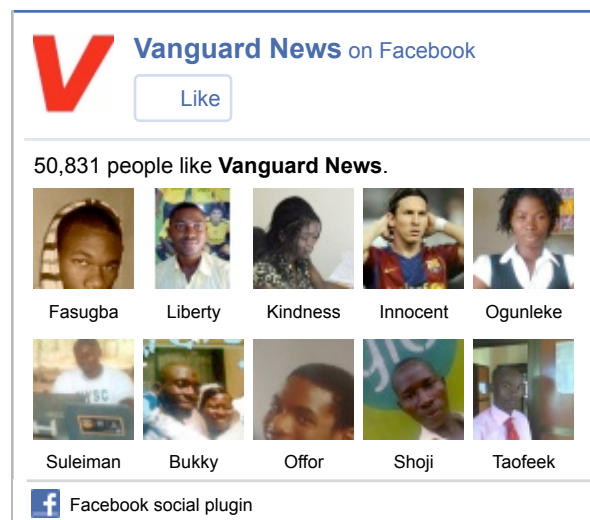 Vanguard News on Facebook
Like
50,831 people like Vanguard News.
Fasugba Liberty Kindness Innocent Ogunleke
Suleiman Bukky Offor Shoji Taofeek
Facebook social plugin